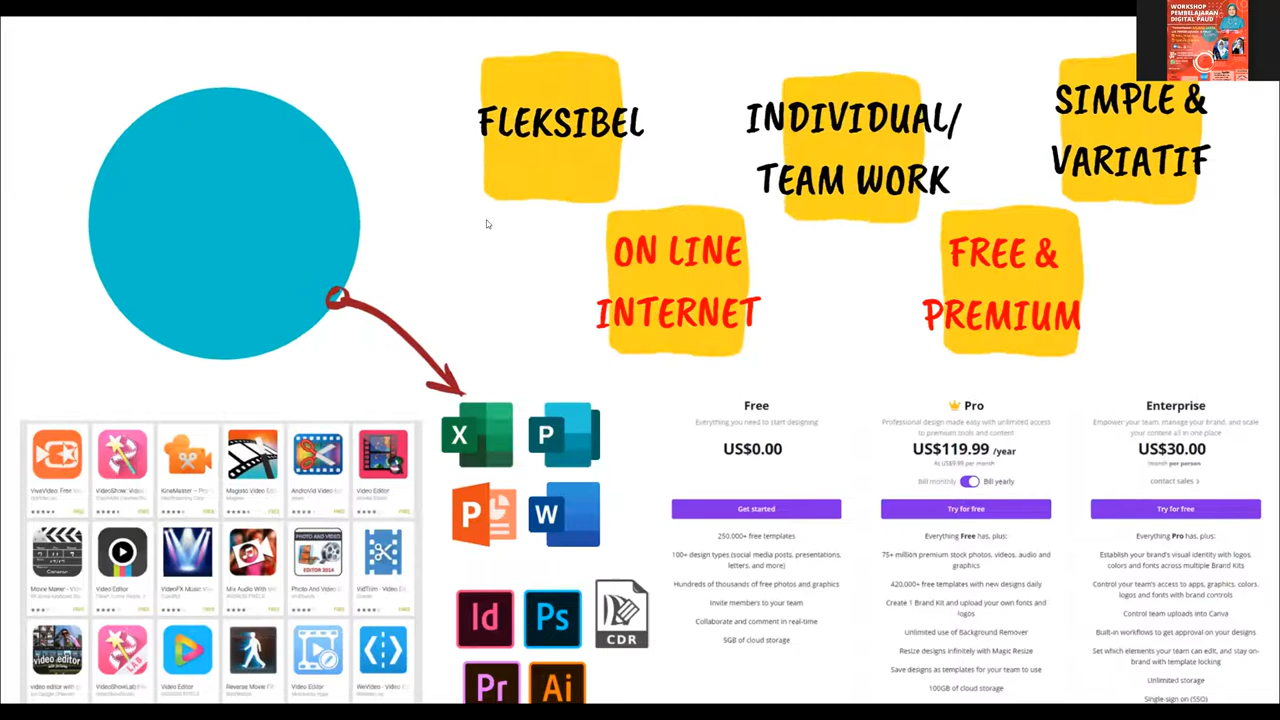 WORKSHOP
PEMBELAJARAN
DIGITAL PAUD
FLEKSIBEL
INDIVIDUAL/
TEAM WORK
SIMPLE &
VARIATIF
ON LINE
INTERNET
FREE &
PREMIUM
Free
Everything you need to start designing
US$0.00
Get started
250.000+ free templates
100+ design types (social media posts, presentations,
letters, and more)
Hundreds of thousands of free photos and graphics
Invite members to your team
Collaborate and comment in real-time
5GB of cloud storage
Pro
Professional design made easy with unlimited access
to premium tools and content
US$119.99 /year
As US$9.99 per month
Bill monthly Bill yearly
Try for free
Everything Free has, plus:
75+ million premium stock photos, videos, audio and
graphics
420,000+ free templates with new designs daily
Create 1 Brand Kit and upload your own fonts and
logos
Unlimited use of Background Remover
Resize designs infinitely with Magic Resize
Save designs as templates for your team to use
100GB of cloud storage
Enterprise
Empower your team, manage your brand, and scale
your content all in one place
US$30.00
/month per person
contact sales
Try for free
Everything Pro has, plus:
Establish your brand's visual identity with logos,
colors and fonts across multiple Brand Kits
Control your team's access to apps, graphics, colors,
logos and fonts with brand controls
Control team uploads into Canva
Built-in workflows to get approval on your designs
Set which elements your team can edit, and stay on-
brand with template locking
Unlimited storage
Single-sign on (SSO)
X
P
P
W
Id
Ps
CDR
Pr
Ai
VivaVideo: Free
VideoShow: Video
KineMaster – Pro
Magisto Video
AndroVid Video
Video Editor
Movie Maker
Video Editor
VideoFX Music
Mix Audio With
Photo And Video
VidTrim - Video
PHOTO AND VIDEO
EDITOR 2014
video editor
LAB
video editor
VideoShowLab
Video Editor
Reverse Movie
Video Editor
WeVideo - Video